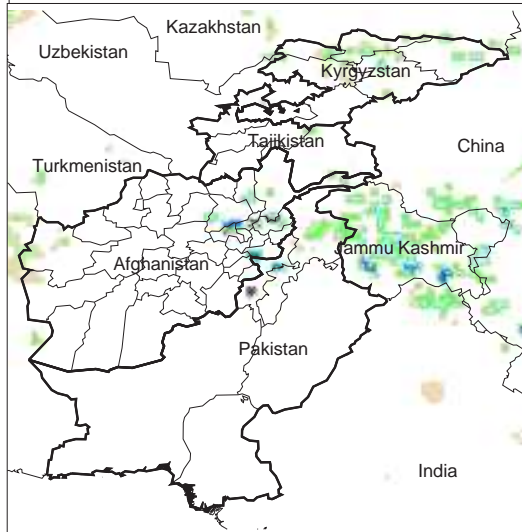 Kazakhstan
Uzbekistan
Kyrgyzstan
Tajikistan
China
Turkmenistan
Jammu Kashmir
Afghanistan
Pakistan
India